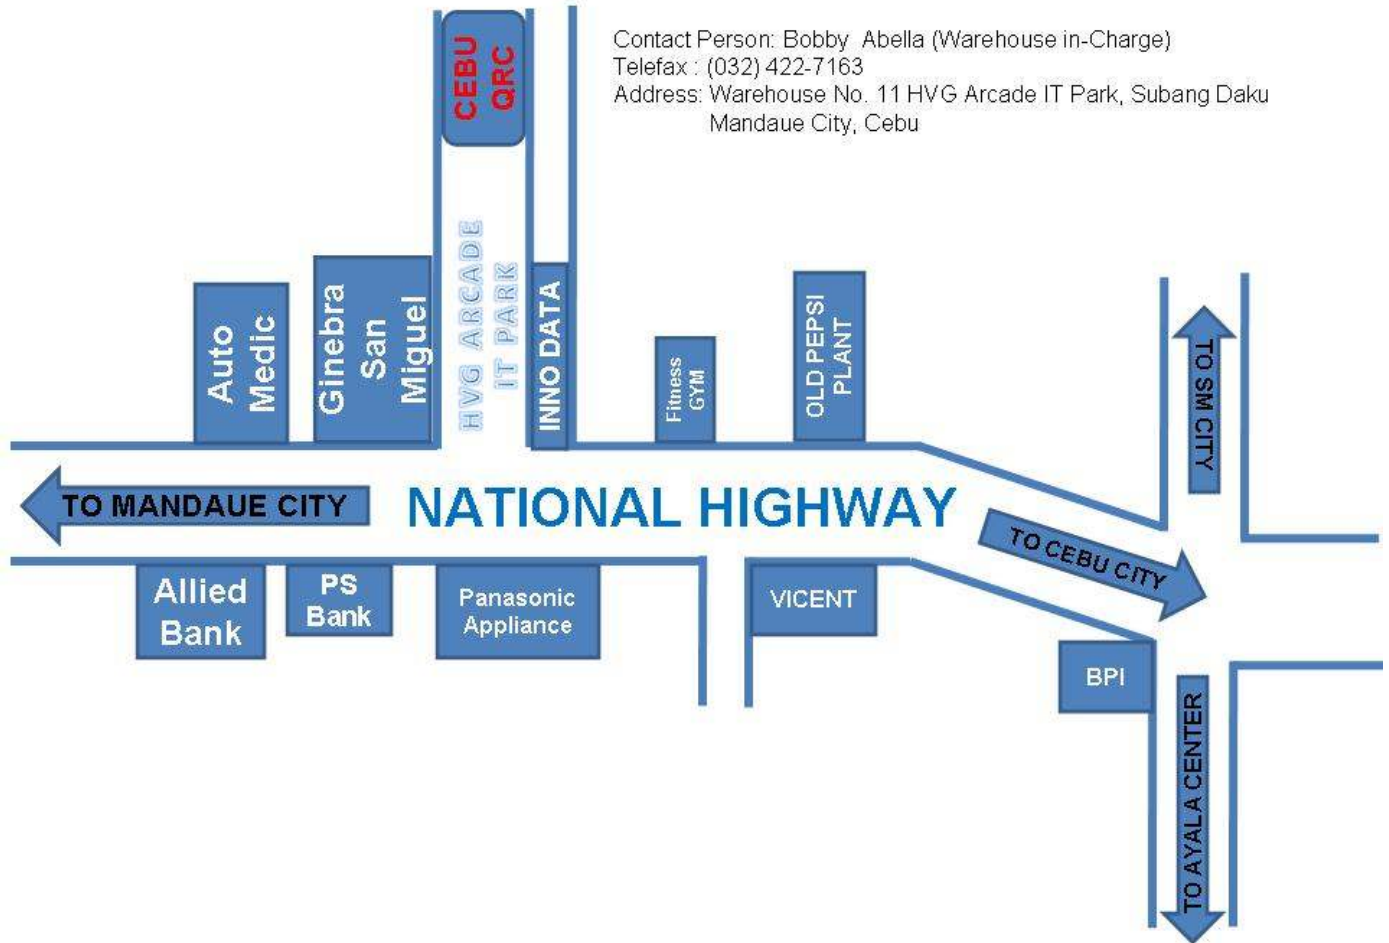 CEBU
QRC
Contact Person: Bobby Abella (Warehouse in-Charge)
Telefax : (032) 422-7163
Address: Warehouse No. 11 HVG Arcade IT Park, Subang Daku
Mandaue City, Cebu
Auto
Medic
Ginebra
San
Miguel
HVG ARCADE
IT PARK
INNO DATA
Fitness
GYM
OLD PEPSI
PLANT
TO SM CITY
TO MANDAUE CITY
NATIONAL HIGHWAY
TO CEBU CITY
Allied
Bank
PS
Bank
Panasonic
Appliance
VICENT
BPI
TO AYALA CENTER